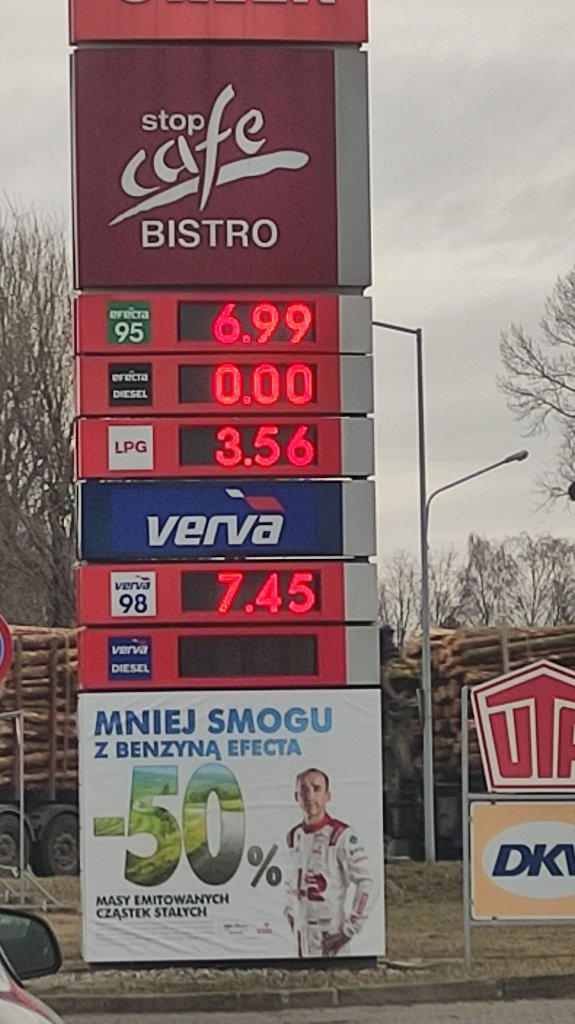 stop
cafe
BISTRO
efecta
95
6.99
efecta
DIESEL
0.00
LPG
3.56
verva
verva
98
7.45
verva
DIESEL
MNIEJ SMOGU
Z BENZYNĄ EFECTA
-50%
MASY EMITOWANYCH
CZĄSTEK STAŁYCH
UTA
DKV